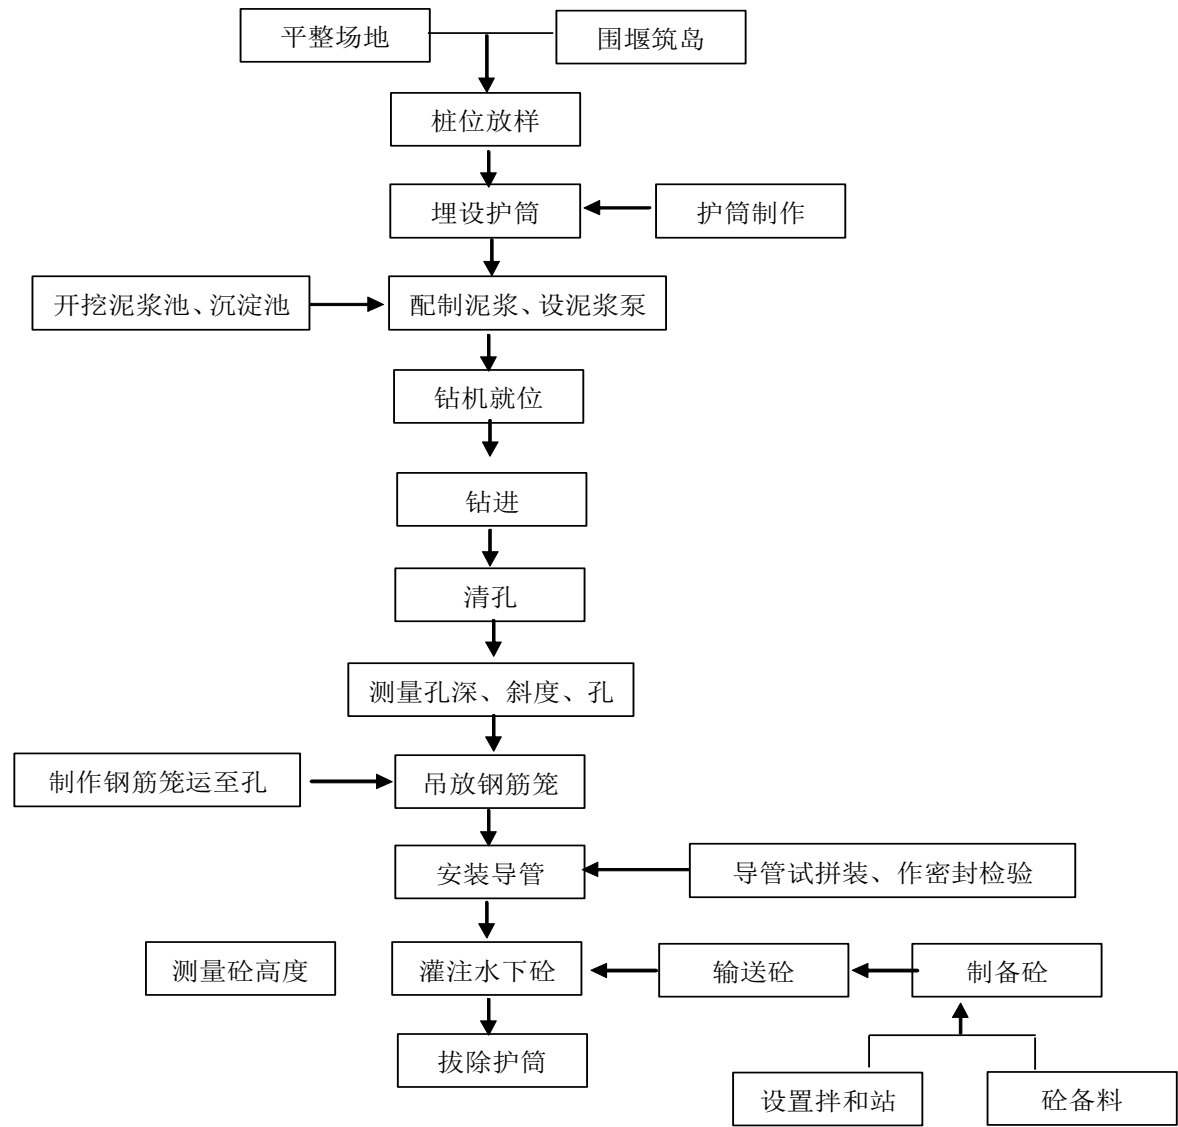 平整场地
围堰筑岛
桩位放样
埋设护筒
护筒制作
开挖泥浆池、沉淀池
配制泥浆、设泥浆泵
钻机就位
钻进
清孔
测量孔深、斜度、孔
制作钢筋笼运至孔
吊放钢筋笼
安装导管
导管试拼装、作密封检验
测量砼高度
灌注水下砼
输送砼
制备砼
拔除护筒
设置拌和站
砼备料